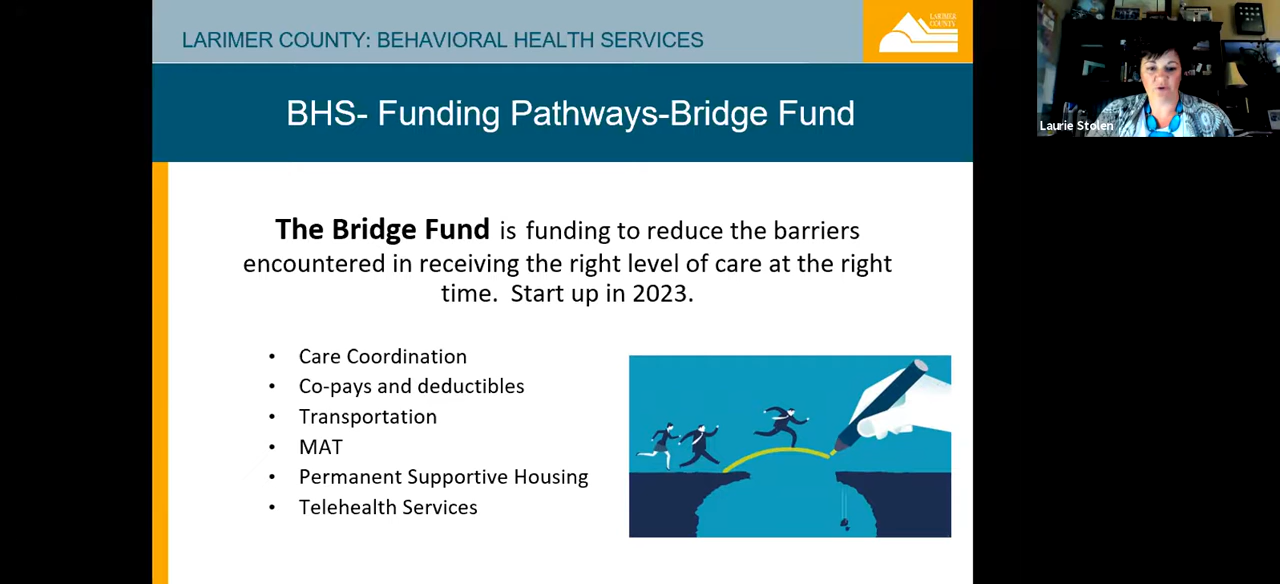 LARIMER COUNTY: BEHAVIORAL HEALTH SERVICES
LARIMER
COUNTY
BHS- Funding Pathways-Bridge Fund
Laurie Stolen
The Bridge Fund is funding to reduce the barriers
encountered in receiving the right level of care at the right
time. Start up in 2023.
• Care Coordination
• Co-pays and deductibles
• Transportation
• MAT
• Permanent Supportive Housing
• Telehealth Services